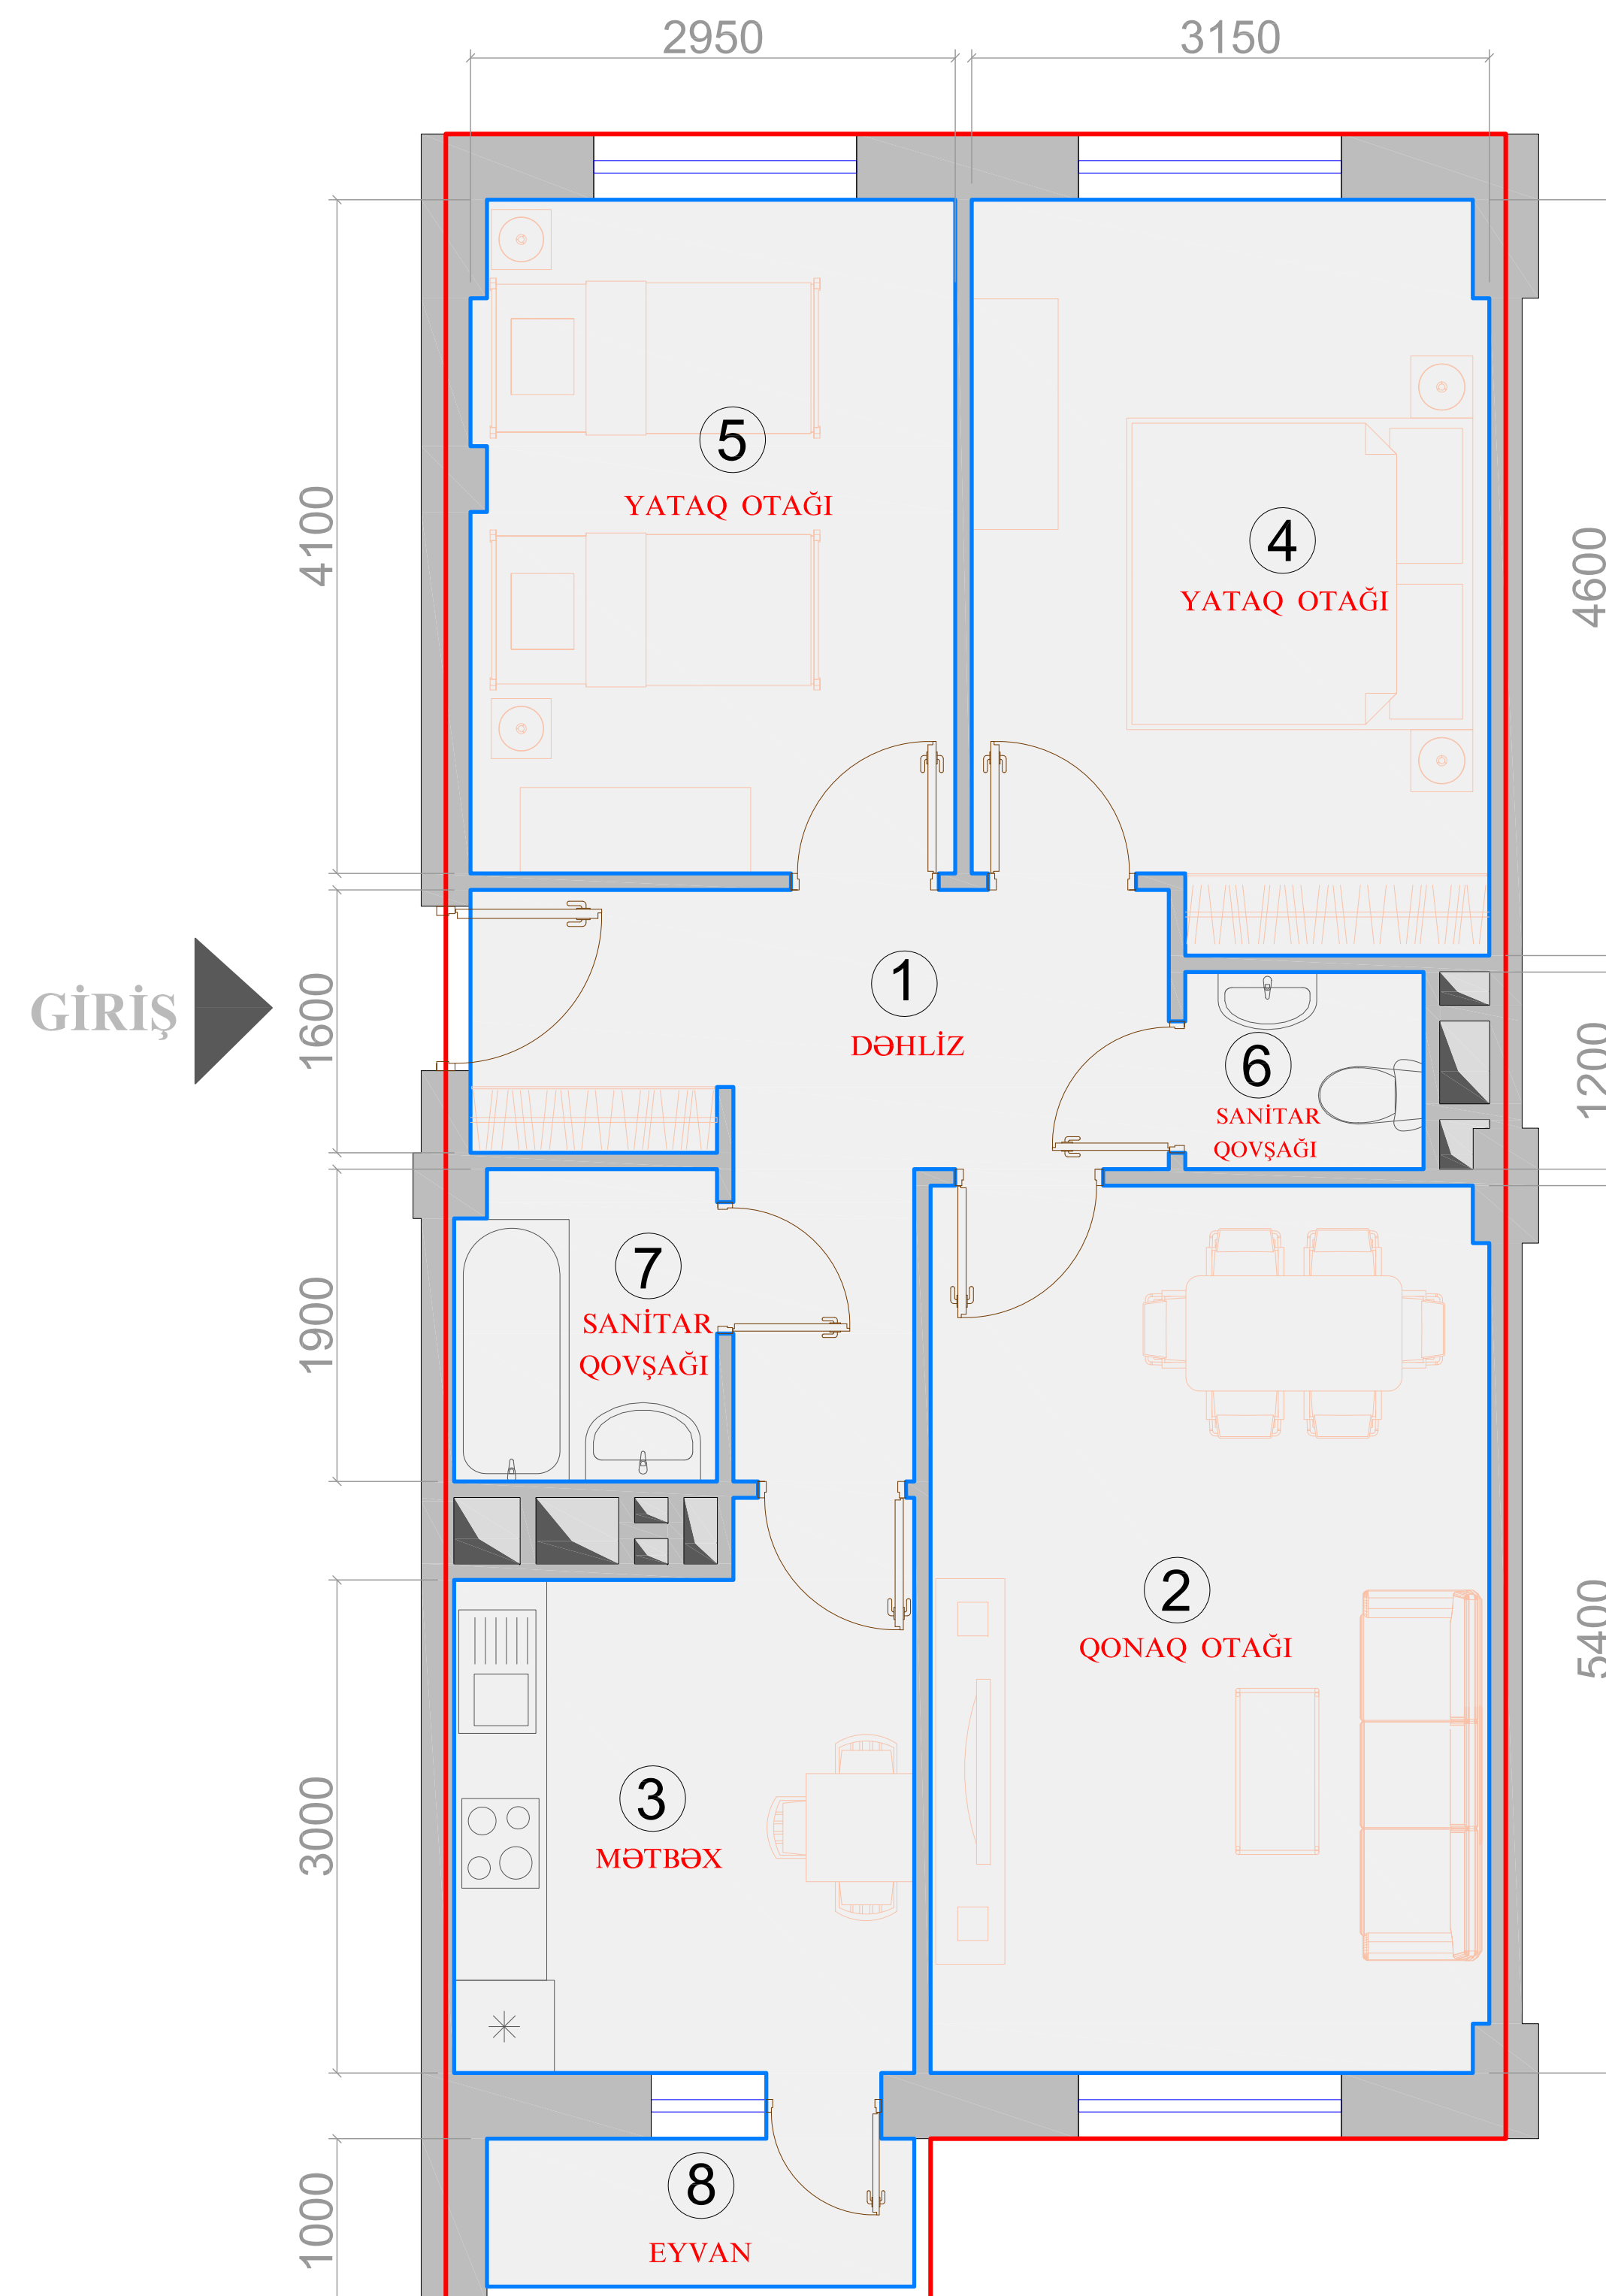 2950
3150
5
YATAQ OTAĞI
4
YATAQ OTAĞI
4100
4600
GİRİŞ
1600
1
DƏHLİZ
6
SANİTAR
QOVŞAĞI
1200
7
SANİTAR
QOVŞAĞI
1900
2
QONAQ OTAĞI
5400
3
MƏTBƏX
3000
8
EYVAN
1000